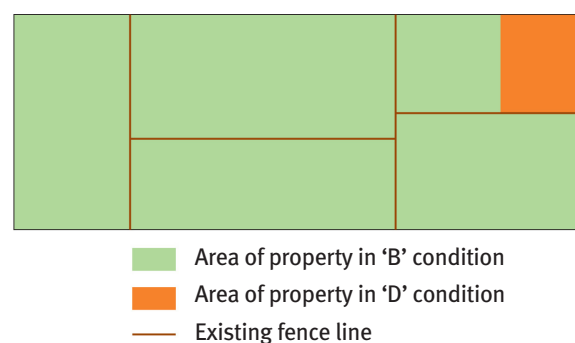 Area of property in ‘B’ condition
Area of property in ‘D’ condition
Existing fence line